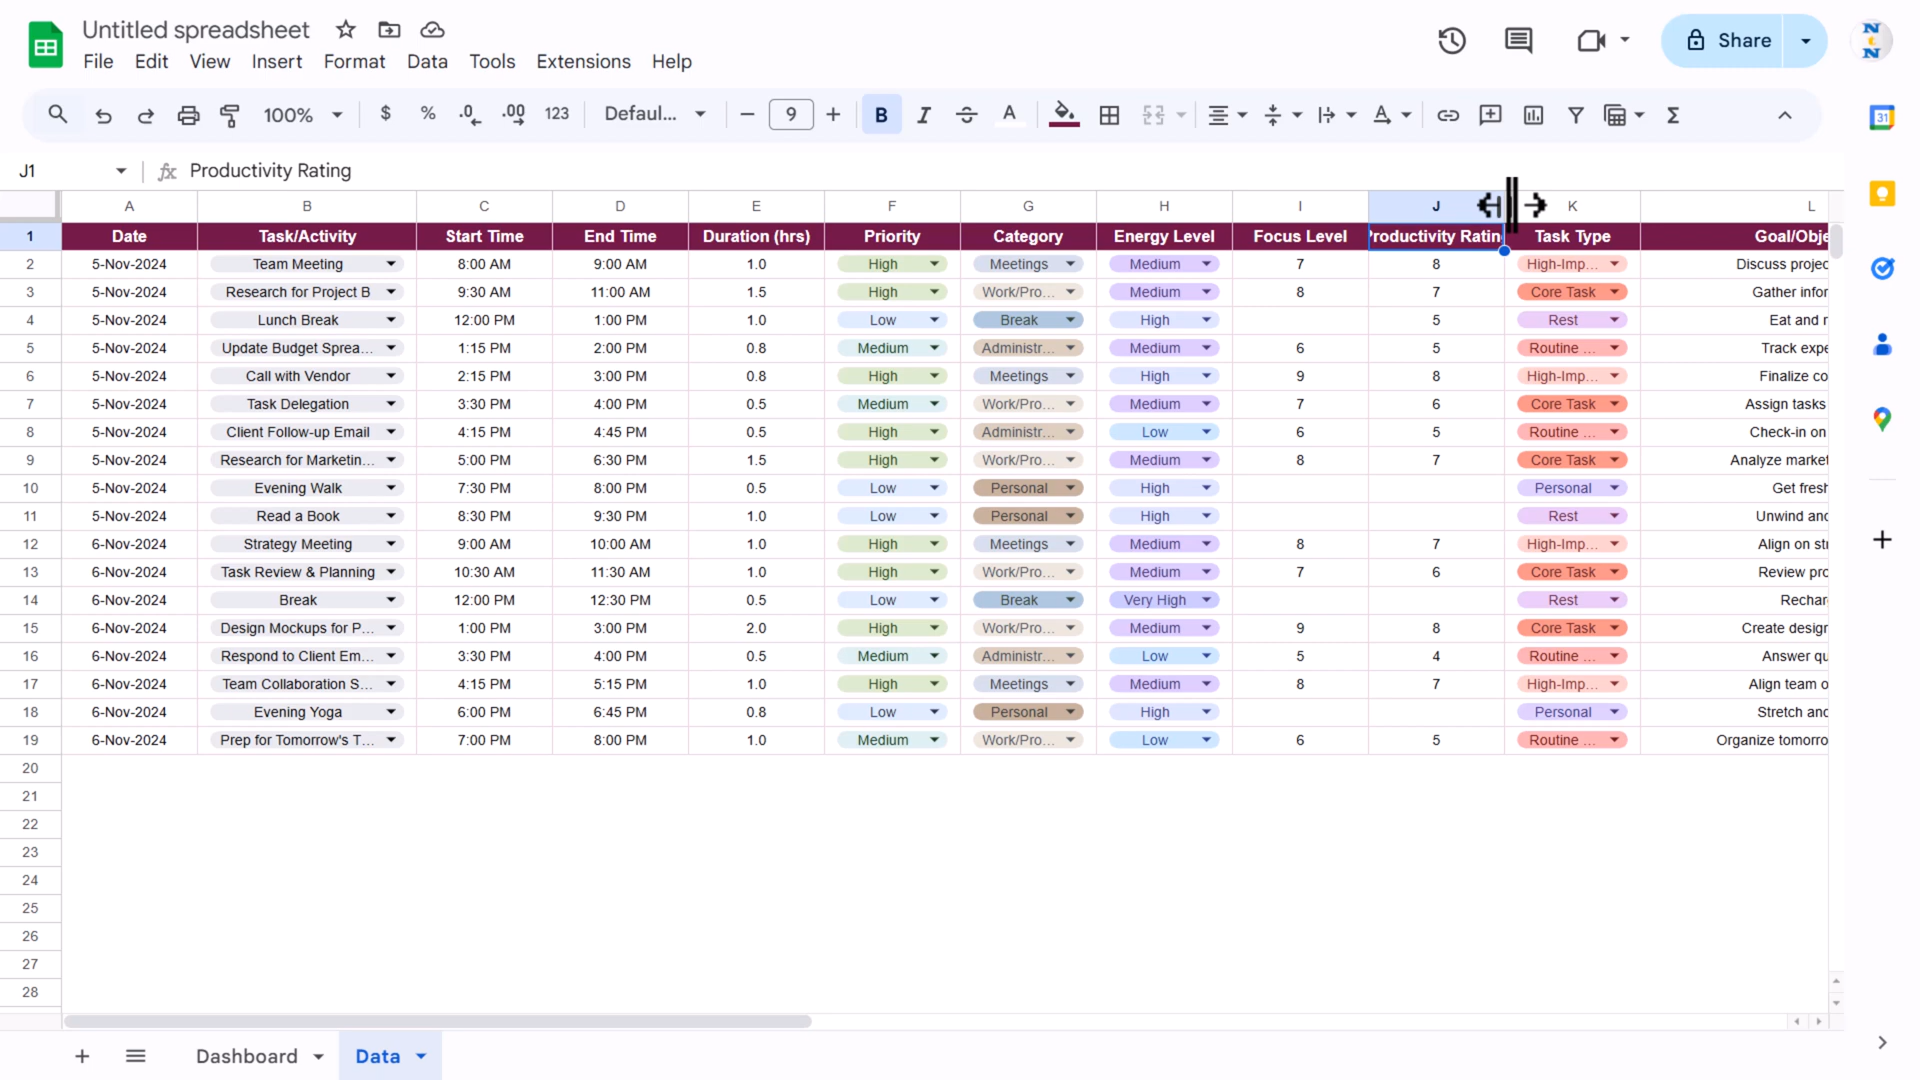 Untitled spreadsheet
File Edit View Insert Format Data Tools Extensions Help
Share
100% $ % .0 .00 123 Defaul... 9 B I A Σ
31
J1 fx Productivity Rating
A B C D E F G H I J K L
1 Date Task/Activity Start Time End Time Duration (hrs) Priority Category Energy Level Focus Level Productivity Rating Task Type Goal/Obje
2 5-Nov-2024 Team Meeting 8:00 AM 9:00 AM 1.0 High Meetings Medium 7 8 High-Imp... Discuss projec
3 5-Nov-2024 Research for Project B 9:30 AM 11:00 AM 1.5 High Work/Pro... Medium 8 7 Core Task Gather infor
4 5-Nov-2024 Lunch Break 12:00 PM 1:00 PM 1.0 Low Break High 5 Rest Eat and r
5 5-Nov-2024 Update Budget Sprea... 1:15 PM 2:00 PM 0.8 Medium Administr... Medium 6 5 Routine ... Track expe
6 5-Nov-2024 Call with Vendor 2:15 PM 3:00 PM 0.8 High Meetings High 9 8 High-Imp... Finalize co
7 5-Nov-2024 Task Delegation 3:30 PM 4:00 PM 0.5 Medium Work/Pro... Medium 7 6 Core Task Assign tasks
8 5-Nov-2024 Client Follow-up Email 4:15 PM 4:45 PM 0.5 High Administr... Low 6 5 Routine ... Check-in on
9 5-Nov-2024 Research for Marketin... 5:00 PM 6:30 PM 1.5 High Work/Pro... Medium 8 7 Core Task Analyze market
10 5-Nov-2024 Evening Walk 7:30 PM 8:00 PM 0.5 Low Personal High Personal Get fresh
11 5-Nov-2024 Read a Book 8:30 PM 9:30 PM 1.0 Low Personal High Rest Unwind and
12 6-Nov-2024 Strategy Meeting 9:00 AM 10:00 AM 1.0 High Meetings Medium 8 7 High-Imp... Align on str
13 6-Nov-2024 Task Review & Planning 10:30 AM 11:30 AM 1.0 High Work/Pro... Medium 7 6 Core Task Review pro
14 6-Nov-2024 Break 12:00 PM 12:30 PM 0.5 Low Break Very High Rest Rechar
15 6-Nov-2024 Design Mockups for P... 1:00 PM 3:00 PM 2.0 High Work/Pro... Medium 9 8 Core Task Create design
16 6-Nov-2024 Respond to Client Em... 3:30 PM 4:00 PM 0.5 Medium Administr... Low 5 4 Routine ... Answer qu
17 6-Nov-2024 Team Collaboration S... 4:15 PM 5:15 PM 1.0 High Meetings Medium 8 7 High-Imp... Align team o
18 6-Nov-2024 Evening Yoga 6:00 PM 6:45 PM 0.8 Low Personal High Personal Stretch and
19 6-Nov-2024 Prep for Tomorrow's T... 7:00 PM 8:00 PM 1.0 Medium Work/Pro... Low 6 5 Routine ... Organize tomorro
20
21
22
23
24
25
26
27
28
Dashboard Data